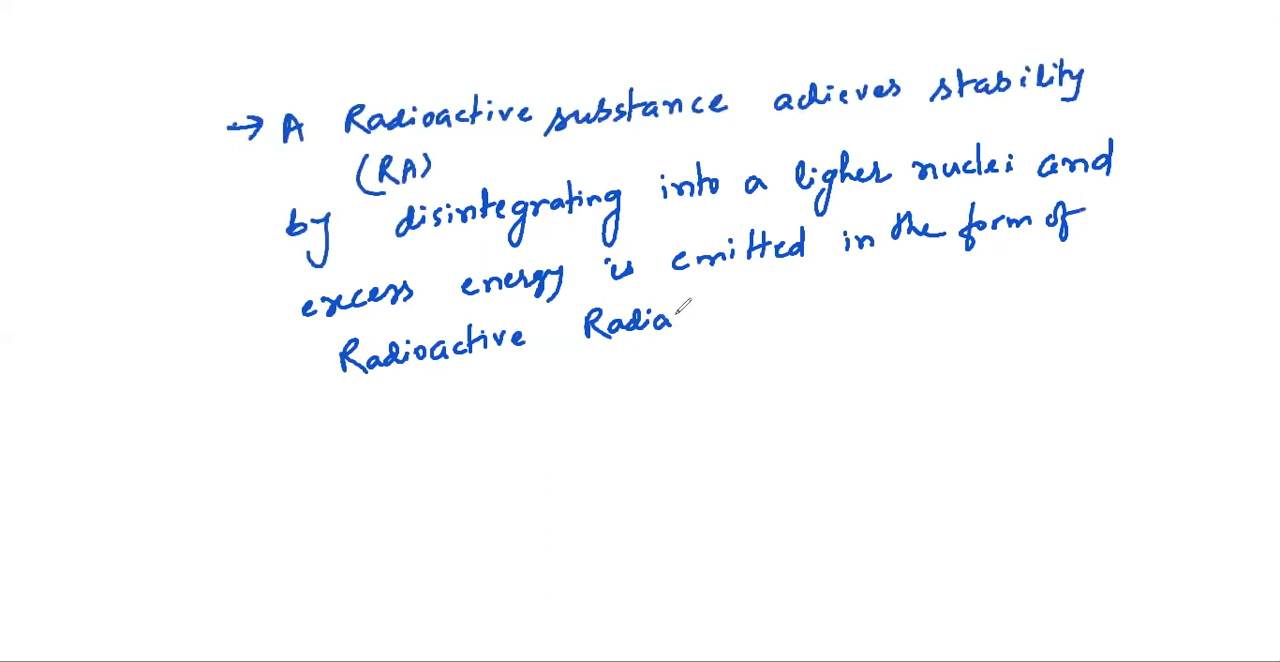 → A Radioactive substance achieves stability
(RA)
by disintegrating into a ligher nuclei and
excess energy is emitted in the form of
Radioactive Radia